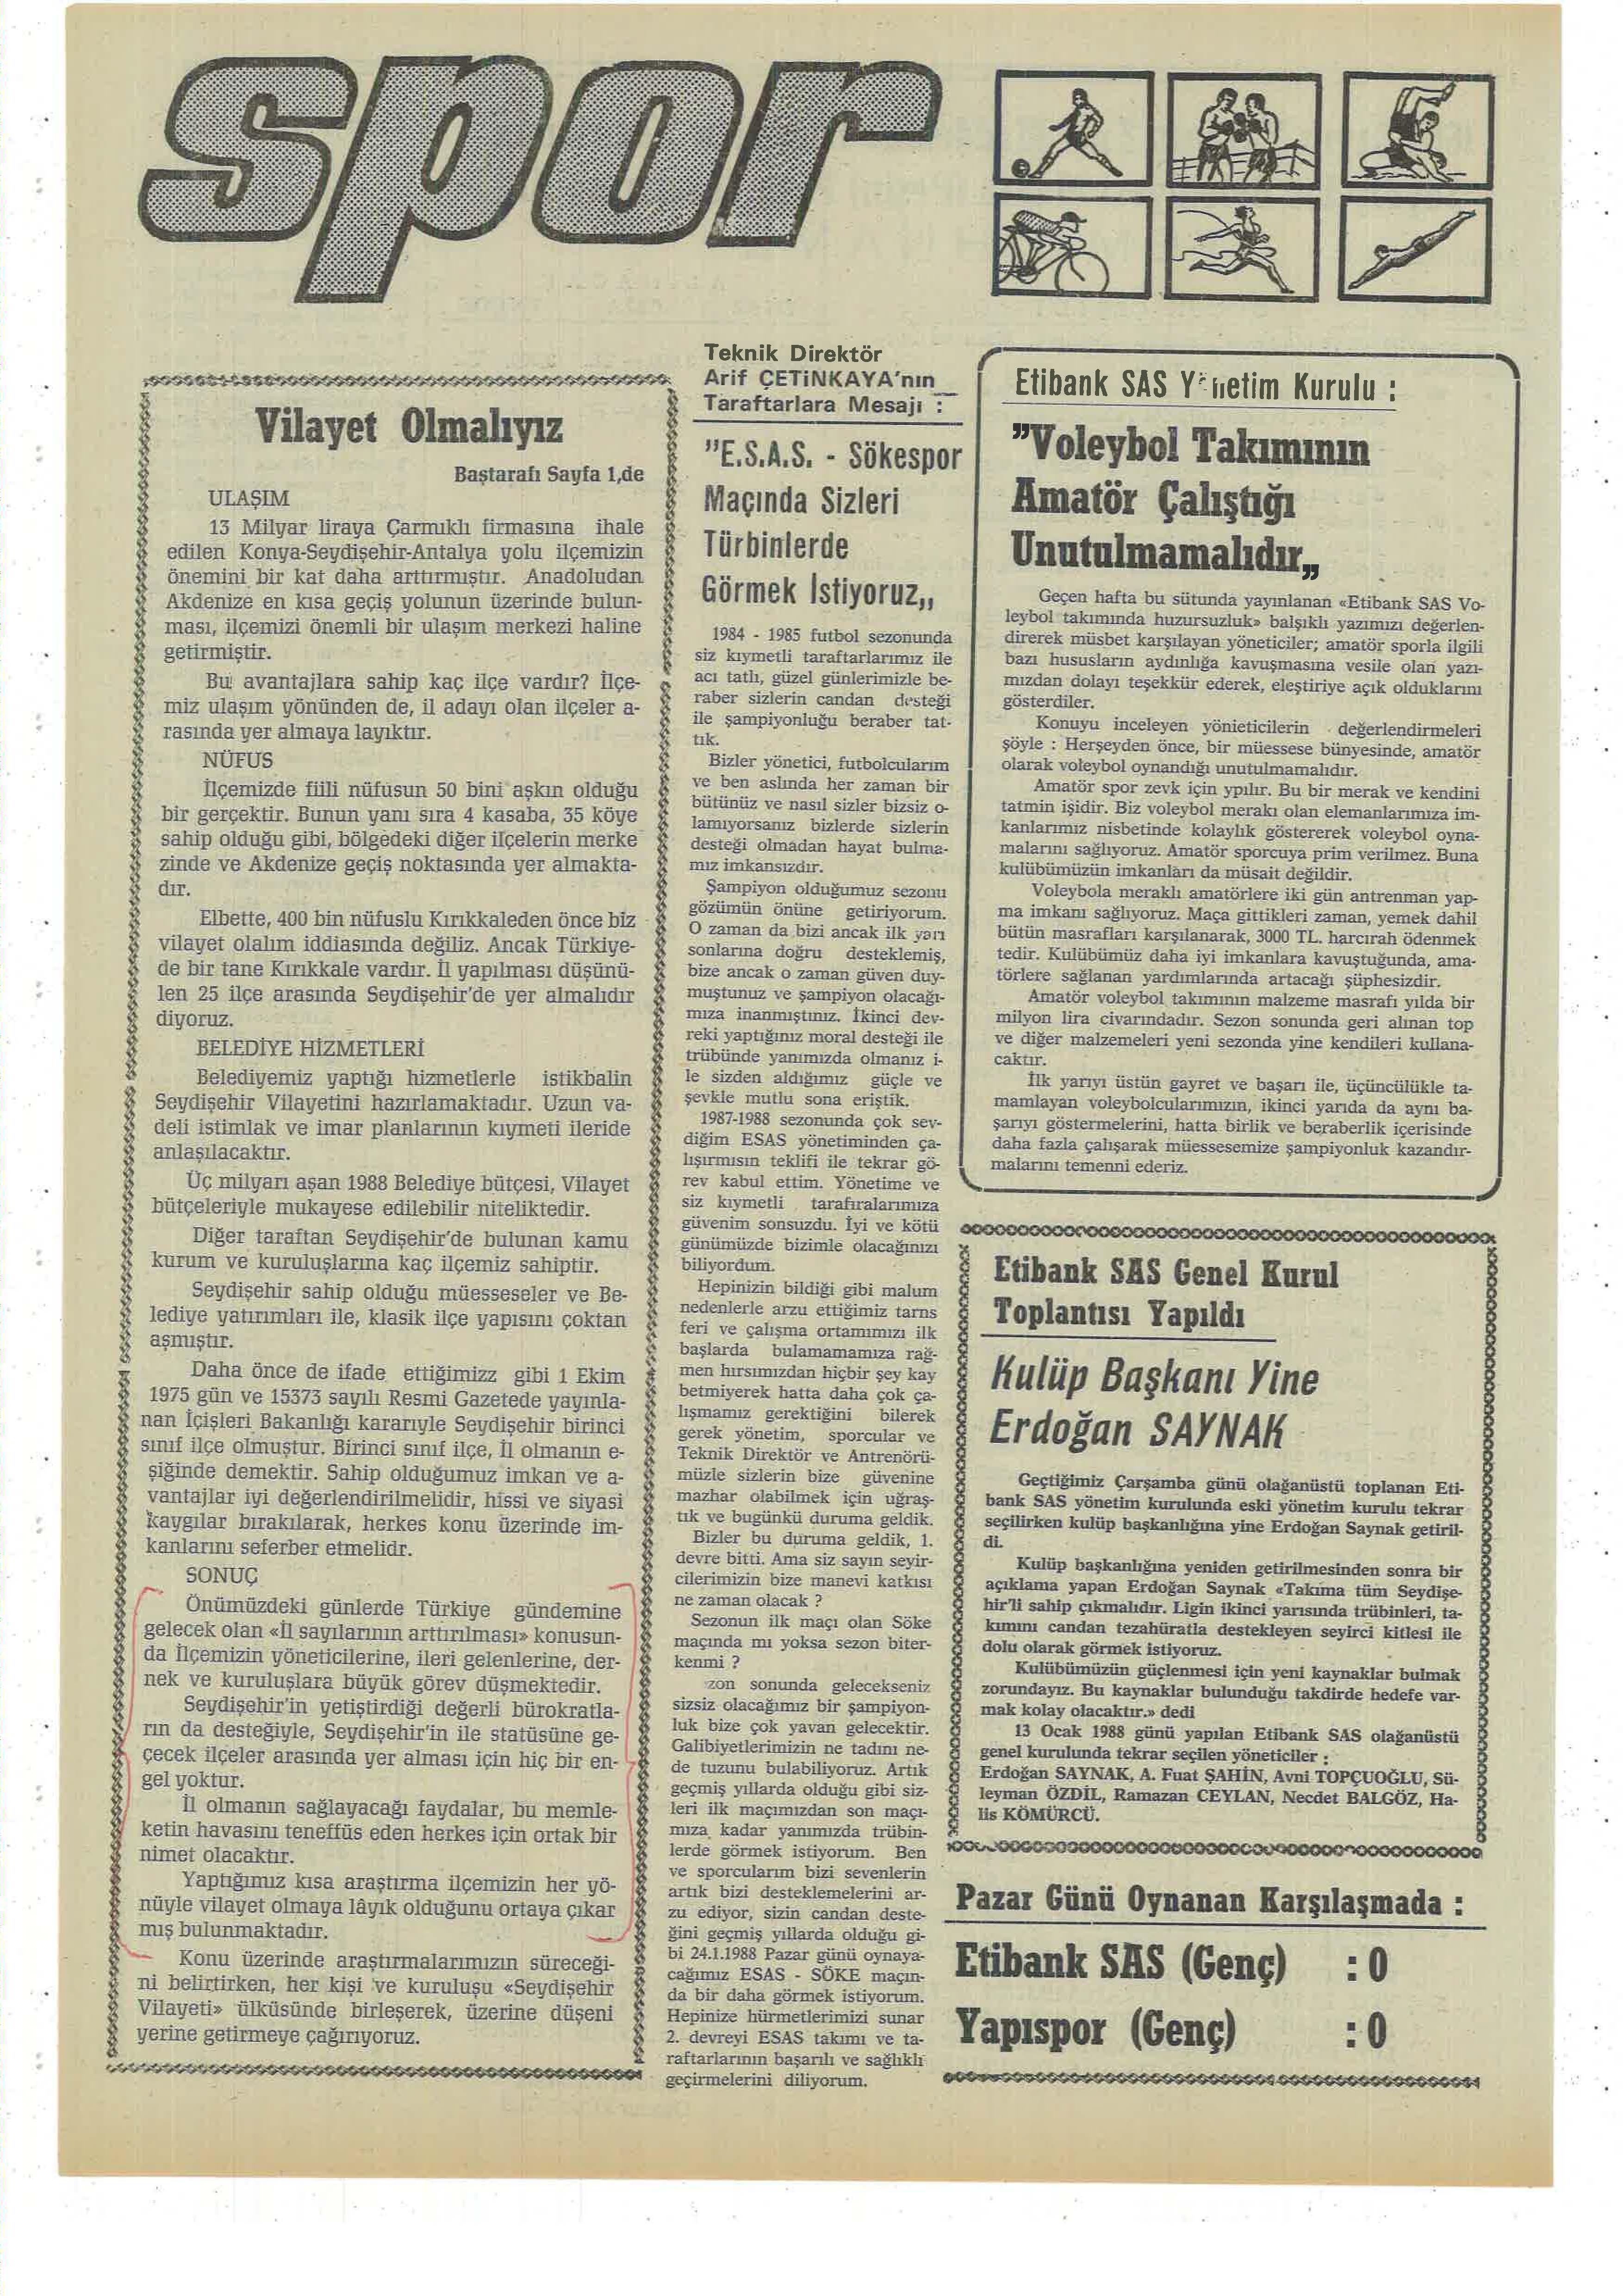 spor
Vilayet Olmalıyız
Baştarafı Sayfa 1,de
ULAŞIM
13 Milyar liraya Çarmıklı firmasına ihale
edilen Konya-Seydişehir-Antalya yolu ilçemizin
önemini bir kat daha arttırmıştır. Anadoludan
Akdenize en kısa geçiş yolunun üzerinde bulun-
ması, ilçemizi önemli bir ulaşım merkezi haline
getirmiştir.
Bu avantajlara sahip kaç ilçe vardır? İlçe-
miz ulaşım yönünden de, il adayı olan ilçeler a-
rasında yer almaya layıktır.
NÜFUS
İlçemizde fiili nüfusun 50 bini aşkın olduğu
bir gerçektir. Bunun yanı sıra 4 kasaba, 35 köye
sahip olduğu gibi, bölgedeki diğer ilçelerin merke
zinde ve Akdenize geçiş noktasında yer almakta-
dır.
Elbette, 400 bin nüfuslu Kırıkkaleden önce biz
vilayet olalım iddiasında değiliz. Ancak Türkiye-
de bir tane Kırıkkale vardır. İl yapılması düşünü-
len 25 ilçe arasında Seydişehir'de yer almalıdır
diyoruz.
BELEDİYE HİZMETLERİ
Belediyemiz yaptığı hizmetlerle istikbalin
Seydişehir Vilayetini hazırlamaktadır. Uzun va-
deli istimlak ve imar planlarının kıymeti ileride
anlaşılacaktır.
Üç milyarı aşan 1988 Belediye bütçesi, Vilayet
bütçeleriyle mukayese edilebilir niteliktedir.
Diğer taraftan Seydişehir'de bulunan kamu
kurum ve kuruluşlarına kaç ilçemiz sahiptir.
Seydişehir sahip olduğu müesseseler ve Be-
lediye yatırımları ile, klasik ilçe yapısını çoktan
aşmıştır.
Daha önce de ifade ettiğimizz gibi 1 Ekim
1975 gün ve 15373 sayılı Resmi Gazetede yayınla-
nan İçişleri Bakanlığı kararıyle Seydişehir birinci
sınıf ilçe olmuştur. Birinci sınıf ilçe, İl olmanın e-
şiğinde demektir. Sahip olduğumuz imkan ve a-
vantajlar iyi değerlendirilmelidir, hissi ve siyasi
kaygılar bırakılarak, herkes konu üzerinde im-
kanlarını seferber etmelidr.
SONUÇ
Önümüzdeki günlerde Türkiye gündemine
gelecek olan «İl sayılarının arttırılması» konusun-
da İlçemizin yöneticilerine, ileri gelenlerine, der-
nek ve kuruluşlara büyük görev düşmektedir.
Seydişehir'in yetiştirdiği değerli bürokratla-
rın da desteğiyle, Seydişehir'in ile statüsüne ge-
çecek ilçeler arasında yer alması için hiç bir en-
gel yoktur.
İl olmanın sağlayacağı faydalar, bu memle-
ketin havasını teneffüs eden herkes için ortak bir
nimet olacaktır.
Yaptığımız kısa araştırma ilçemizin her yö-
nüyle vilayet olmaya lâyık olduğunu ortaya çıkar
mış bulunmaktadır.
Konu üzerinde araştırmalarımızın süreceği-
ni belirtirken, her kişi ve kuruluşu «Seydişehir
Vilayeti» ülküsünde birleşerek, üzerine düşeni
yerine getirmeye çağırıyoruz.
Teknik Direktör
Arif ÇETİNKAYA'nın
Taraftarlara Mesajı :
"E.S.A.S. - Sökespor
Maçında Sizleri
Türbinlerde
Görmek İstiyoruz,,
1984 - 1985 futbol sezonunda
siz kıymetli taraftarlarımız ile
acı tatlı, güzel günlerimizle be-
raber sizlerin candan desteği
ile şampiyonluğu beraber tat-
tık.
Bizler yönetici, futbolcularım
ve ben aslında her zaman bir
bütünüz ve nasıl sizler bizsiz o-
lamıyorsanız bizlerde sizlerin
desteği olmadan hayat bulma-
mız imkansızdır.
Şampiyon olduğumuz sezonu
gözümün önüne getiriyorum.
O zaman da bizi ancak ilk yarı
sonlarına doğru desteklemiş,
bize ancak o zaman güven duy-
muştunuz ve şampiyon olacağı-
mıza inanmıştınız. İkinci dev-
reki yaptığınız moral desteği ile
trübünde yanımızda olmanız i-
le sizden aldığımız güçle ve
şevkle mutlu sona eriştik.
1987-1988 sezonunda çok sev-
diğim ESAS yönetiminden ça-
lışırmısın teklifi ile tekrar gö-
rev kabul ettim. Yönetime ve
siz kıymetli tarafıralarımıza
güvenim sonsuzdu. İyi ve kötü
günümüzde bizimle olacağınızı
biliyordum.
Hepinizin bildiği gibi malum
nedenlerle arzu ettiğimiz tarns
feri ve çalışma ortamımızı ilk
başlarda bulamamamıza rağ-
men hırsımızdan hiçbir şey kay
betmiyerek hatta daha çok ça-
lışmamız gerektiğini bilerek
gerek yönetim, sporcular ve
Teknik Direktör ve Antrenörü-
müzle sizlerin bize güvenine
mazhar olabilmek için uğraş-
tık ve bugünkü duruma geldik.
Bizler bu duruma geldik, 1.
devre bitti. Ama siz sayın seyir-
cilerimizin bize manevi katkısı
ne zaman olacak ?
Sezonun ilk maçı olan Söke
maçında mı yoksa sezon biter-
kenmi ?
zon sonunda gelecekseniz
sizsiz olacağımız bir şampiyon-
luk bize çok yavan gelecektir.
Galibiyetlerimizin ne tadını ne-
de tuzunu bulabiliyoruz. Artık
geçmiş yıllarda olduğu gibi siz-
leri ilk maçımızdan son maçı-
mıza kadar yanımızda trübin-
lerde görmek istiyorum. Ben
ve sporcularım bizi sevenlerin
artık bizi desteklemelerini ar-
zu ediyor, sizin candan deste-
ğini geçmiş yıllarda olduğu gi-
bi 24.1.1988 Pazar günü oynaya-
cağımız ESAS - SÖKE maçın-
da bir daha görmek istiyorum.
Hepinize hürmetlerimizi sunar
2. devreyi ESAS takımı ve ta-
raftarlarının başarılı ve sağlıklı
geçirmelerini diliyorum.
Etibank SAS Yönetim Kurulu :
"Voleybol Takımının
Amatör Çalıştığı
Unutulmamalıdır,,
Geçen hafta bu sütunda yayınlanan «Etibank SAS Vo-
leybol takımında huzursuzluk» balşıklı yazımızı değerlen-
direrek müsbet karşılayan yöneticiler; amatör sporla ilgili
bazı hususların aydınlığa kavuşmasına vesile olan yazı-
mızdan dolayı teşekkür ederek, eleştiriye açık olduklarını
gösterdiler.
Konuyu inceleyen yönieticilerin değerlendirmeleri
şöyle : Herşeyden önce, bir müessese bünyesinde, amatör
olarak voleybol oynandığı unutulmamalıdır.
Amatör spor zevk için ypılır. Bu bir merak ve kendini
tatmin işidir. Biz voleybol merakı olan elemanlarımıza im-
kanlarımız nisbetinde kolaylık göstererek voleybol oyna-
malarını sağlıyoruz. Amatör sporcuya prim verilmez. Buna
kulübümüzün imkanları da müsait değildir.
Voleybola meraklı amatörlere iki gün antrenman yap-
ma imkanı sağlıyoruz. Maça gittikleri zaman, yemek dahil
bütün masrafları karşılanarak, 3000 TL. harcırah ödenmek
tedir. Kulübümüz daha iyi imkanlara kavuştuğunda, ama-
törlere sağlanan yardımlarında artacağı şüphesizdir.
Amatör voleybol takımının malzeme masrafı yılda bir
milyon lira civarındadır. Sezon sonunda geri alınan top
ve diğer malzemeleri yeni sezonda yine kendileri kullana-
caktır.
İlk yarıyı üstün gayret ve başarı ile, üçüncülükle ta-
mamlayan voleybolcularımızın, ikinci yarıda da aynı ba-
şarıyı göstermelerini, hatta birlik ve beraberlik içerisinde
daha fazla çalışarak müessesemize şampiyonluk kazandır-
malarını temenni ederiz.
Etibank SAS Genel Kurul
Toplantısı Yapıldı
Kulüp Başkanı Yine
Erdoğan SAYNAK
Geçtiğimiz Çarşamba günü olağanüstü toplanan Eti-
bank SAS yönetim kurulunda eski yönetim kurulu tekrar
seçilirken kulüp başkanlığına yine Erdoğan Saynak getiril-
di.
Kulüp başkanlığına yeniden getirilmesinden sonra bir
açıklama yapan Erdoğan Saynak «Takıma tüm Seydişe-
hir'li sahip çıkmalıdır. Ligin ikinci yarısında trübinleri, ta-
kımını candan tezahüratla destekleyen seyirci kitlesi ile
dolu olarak görmek istiyoruz.
Kulübümüzün güçlenmesi için yeni kaynaklar bulmak
zorundayız. Bu kaynaklar bulunduğu takdirde hedefe var-
mak kolay olacaktır.» dedi
13 Ocak 1988 günü yapılan Etibank SAS olağanüstü
genel kurulunda tekrar seçilen yöneticiler :
Erdoğan SAYNAK, A. Fuat ŞAHİN, Avni TOPÇUOĞLU, Sü-
leyman ÖZDİL, Ramazan CEYLAN, Necdet BALGÖZ, Ha-
lis KÖMÜRCÜ.
Pazar Günü Oynanan Karşılaşmada :
Etibank SAS (Genç) : 0
Yapıspor (Genç) : 0